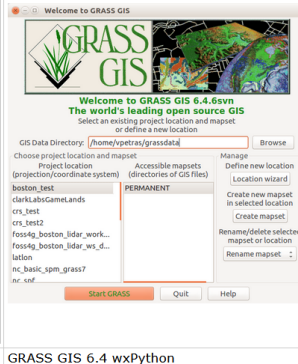 Welcome to GRASS GIS
GRASS
GIS
Welcome to GRASS GIS 6.4.6svn
The world's leading open source GIS
Select an existing project location and mapset
or define a new location
GIS Data Directory: /home/vpetras/grassdata Browse
Choose project location and mapset
Project location
(projection/coordinate system)
boston_test
clarkLabsGameLands
crs_test
crs_test2
foss4g_boston_lidar_work...
foss4g_boston_lidar_ws_d...
latlon
nc_basic_spm_grass7
nc_spf
Accessible mapsets
(directories of GIS files)
PERMANENT
Manage
Define new location
Location wizard
Create new mapset
in selected location
Create mapset
Rename/delete selected
mapset or location
Rename mapset
Start GRASS Quit Help
GRASS GIS 6.4 wxPython